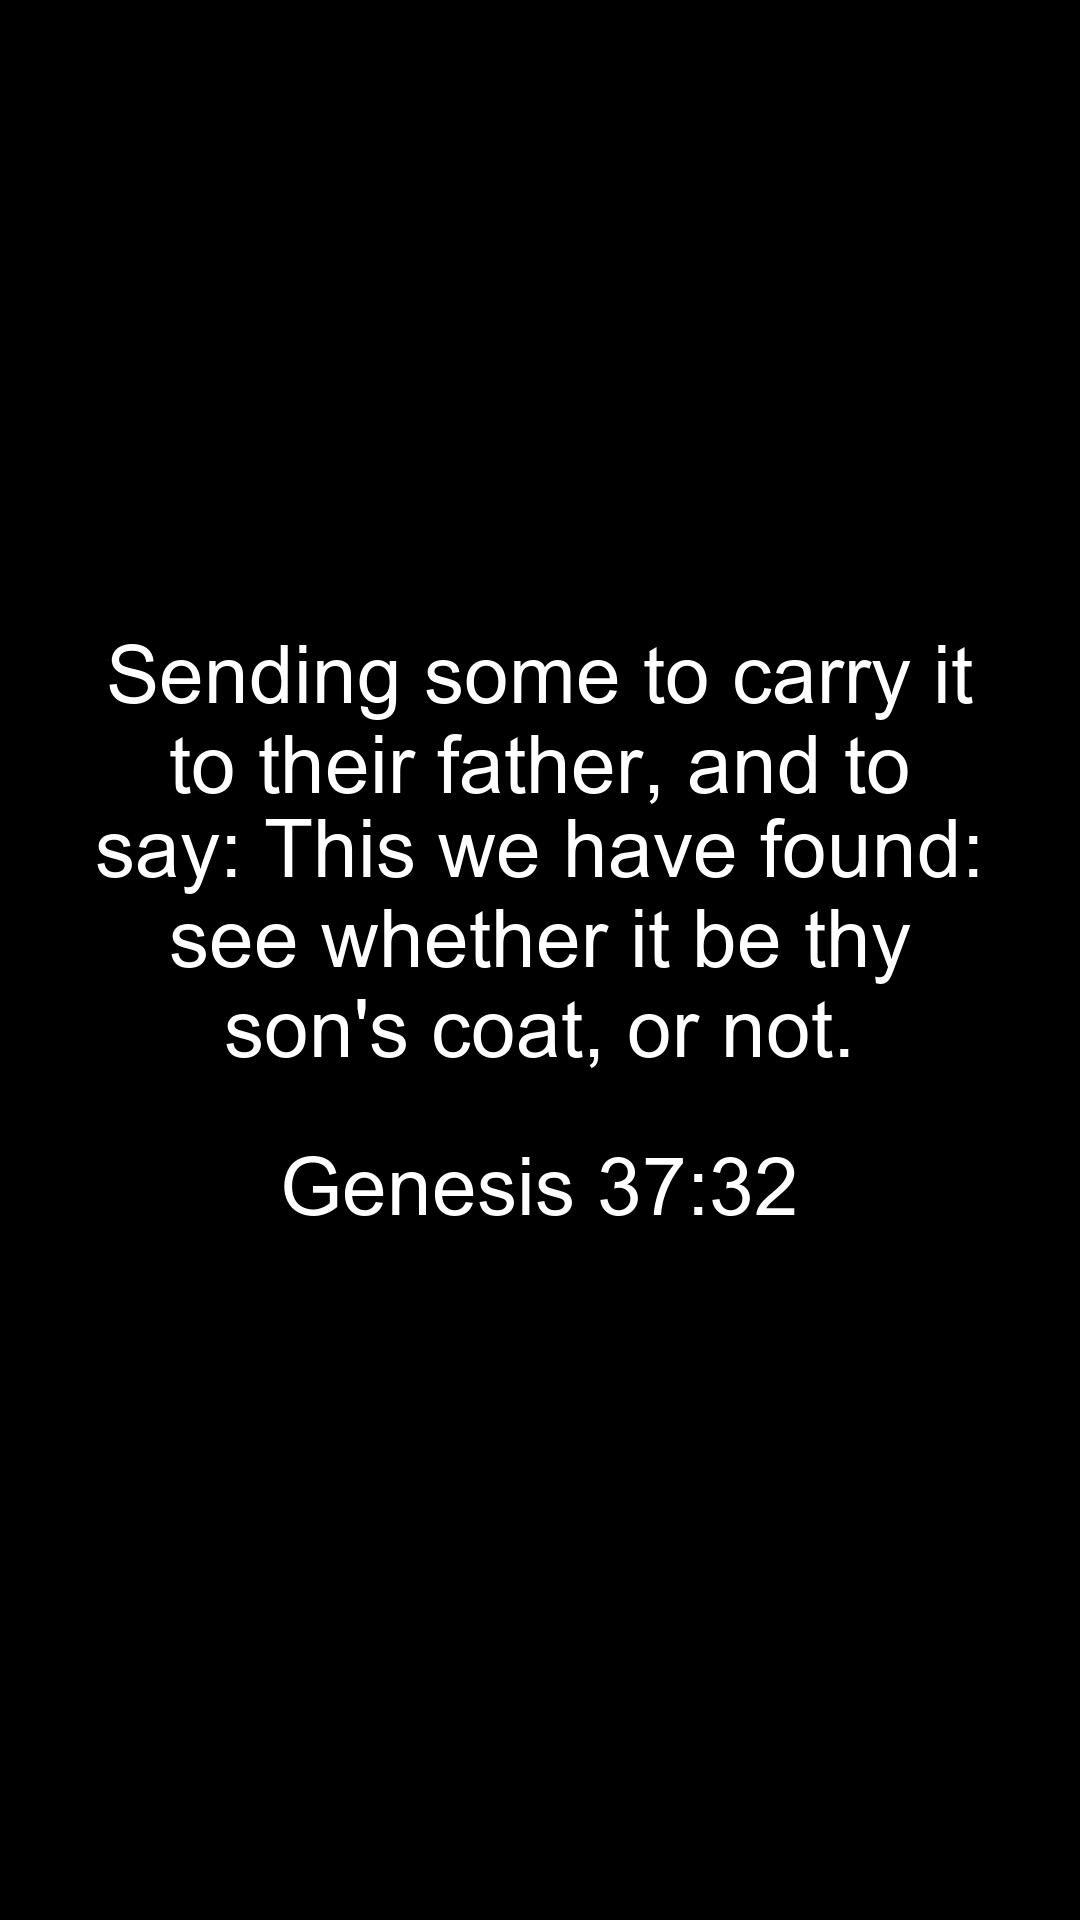 Sending some to carry it
to their father, and to
say: This we have found:
see whether it be thy
son's coat, or not.
Genesis 37:32